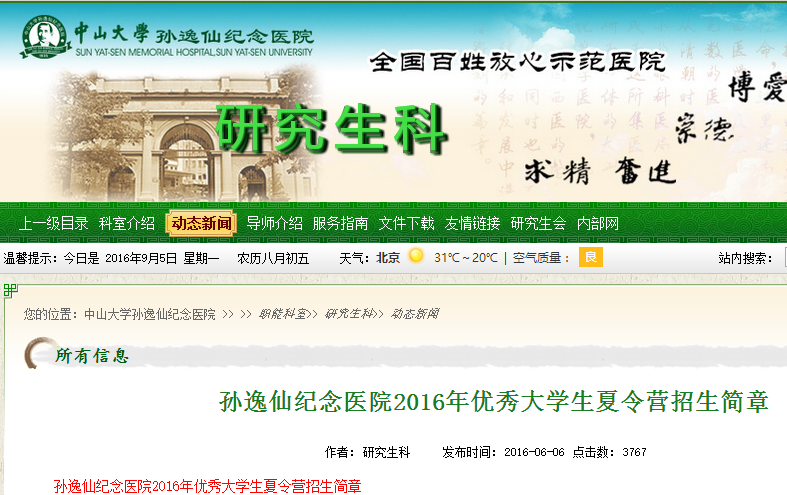 中山大学孙逸仙纪念医院
SUN YAT-SEN MEMORIAL HOSPITAL,SUN YAT-SEN UNIVERSITY
全国百姓放心示范医院
博爱
崇德
求精 奋进
研究生科
上一级目录 科室介绍 动态新闻 导师介绍 服务指南 文件下载 友情链接 研究生会 内部网
温馨提示：今日是 2016年9月5日 星期一 农历八月初五 天气：北京 31℃～20℃ | 空气质量： 良 站内搜索：
您的位置：中山大学孙逸仙纪念医院 >> >> 职能科室>> 研究生科>> 动态新闻
所有信息
孙逸仙纪念医院2016年优秀大学生夏令营招生简章
作者：研究生科 发布时间：2016-06-06 点击数：3767
孙逸仙纪念医院2016年优秀大学生夏令营招生简章